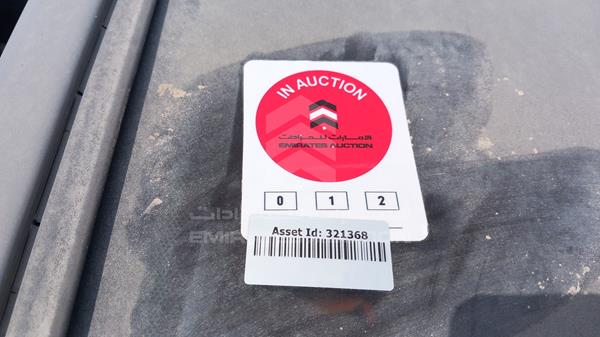 IN AUCTION
الامارات للمزادات
EMIRATES AUCTION
0 1 2
Asset Id: 321368